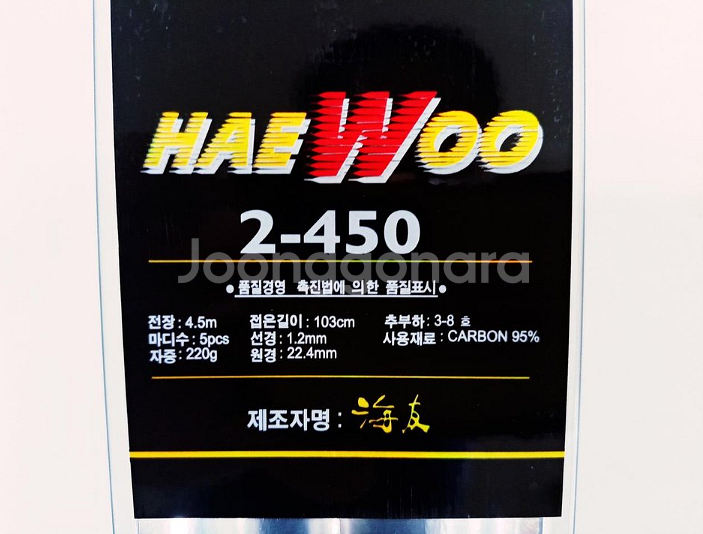 HAEWOO
2-450
Joongdonara
• 품질경영 촉진법에 의한 품질표시 •
전장 : 4.5m 접은길이 : 103cm 추부하 : 3-8 호
마디수 : 5pcs 선경 : 1.2mm 사용재료 : CARBON 95%
자중 : 220g 원경 : 22.4mm
제조자명 : 海友